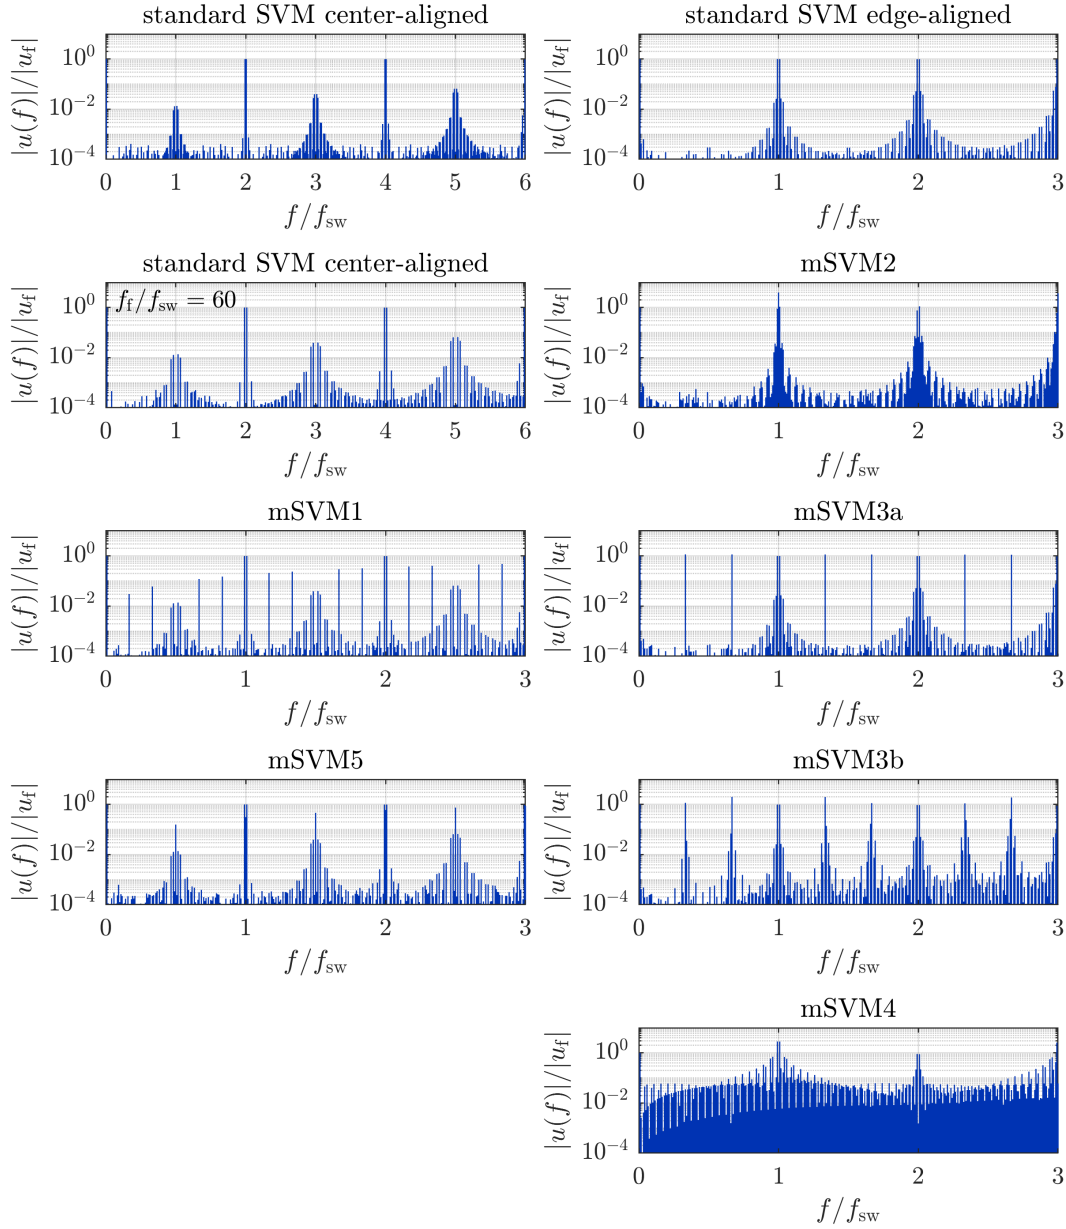 standard SVM center-aligned
|u(f)|/|u_f|
10^0
10^-2
10^-4
0 1 2 3 4 5 6
f/f_sw
standard SVM edge-aligned
|u(f)|/|u_f|
10^0
10^-2
10^-4
0 1 2 3
f/f_sw
standard SVM center-aligned
f_f/f_sw = 60
|u(f)|/|u_f|
10^0
10^-2
10^-4
0 1 2 3 4 5 6
f/f_sw
mSVM2
|u(f)|/|u_f|
10^0
10^-2
10^-4
0 1 2 3
f/f_sw
mSVM1
|u(f)|/|u_f|
10^0
10^-2
10^-4
0 1 2 3
f/f_sw
mSVM3a
|u(f)|/|u_f|
10^0
10^-2
10^-4
0 1 2 3
f/f_sw
mSVM5
|u(f)|/|u_f|
10^0
10^-2
10^-4
0 1 2 3
f/f_sw
mSVM3b
|u(f)|/|u_f|
10^0
10^-2
10^-4
0 1 2 3
f/f_sw
mSVM4
|u(f)|/|u_f|
10^0
10^-2
10^-4
0 1 2 3
f/f_sw